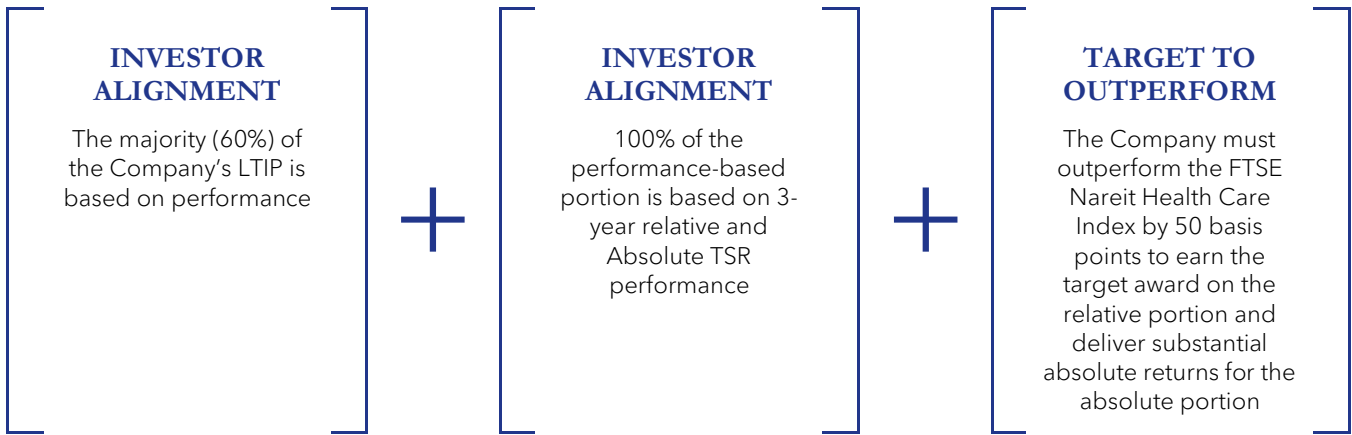 INVESTOR
ALIGNMENT
The majority (60%) of
the Company's LTIP is
based on performance
+
INVESTOR
ALIGNMENT
100% of the
performance-based
portion is based on 3-
year relative and
Absolute TSR
performance
+
TARGET TO
OUTPERFORM
The Company must
outperform the FTSE
Nareit Health Care
Index by 50 basis
points to earn the
target award on the
relative portion and
deliver substantial
absolute returns for the
absolute portion